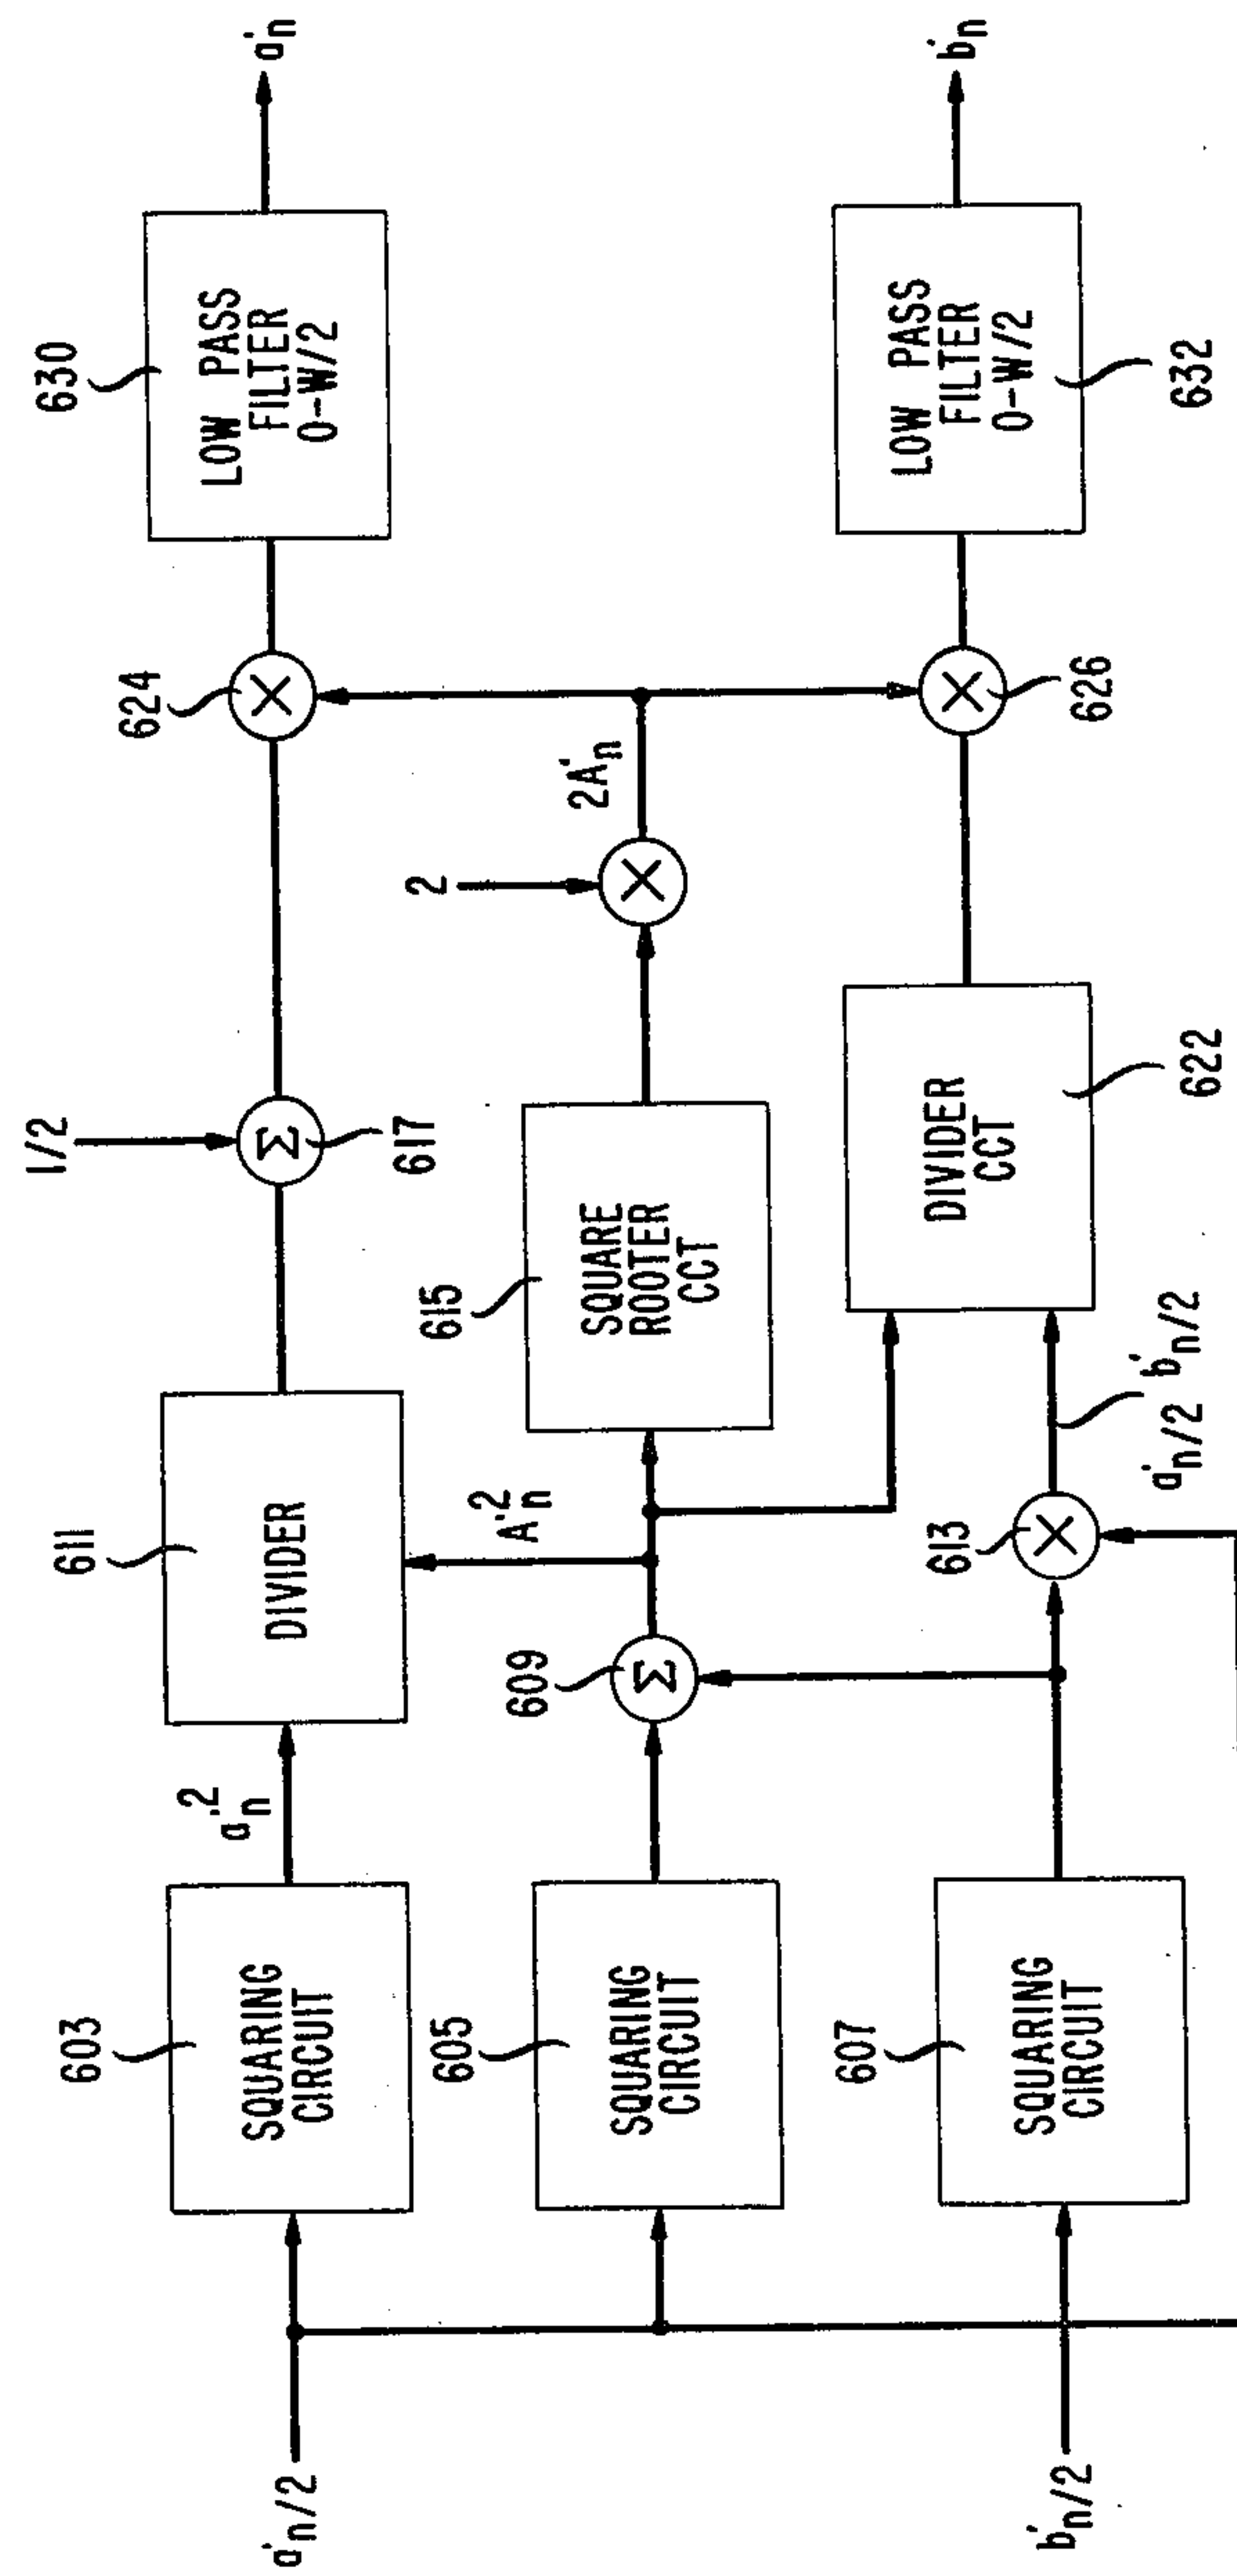 a'n/2
603
SQUARING
CIRCUIT
a'n2
611
DIVIDER
1/2
617
624
630
LOW PASS
FILTER
0-W/2
a'n
605
SQUARING
CIRCUIT
609
A'n2
615
SQUARE
ROOTER
CCT
2
2A'n
b'n/2
607
SQUARING
CIRCUIT
613
a'n/2 b'n/2
DIVIDER
CCT
622
626
LOW PASS
FILTER
0-W/2
632
b'n
Σ
Σ